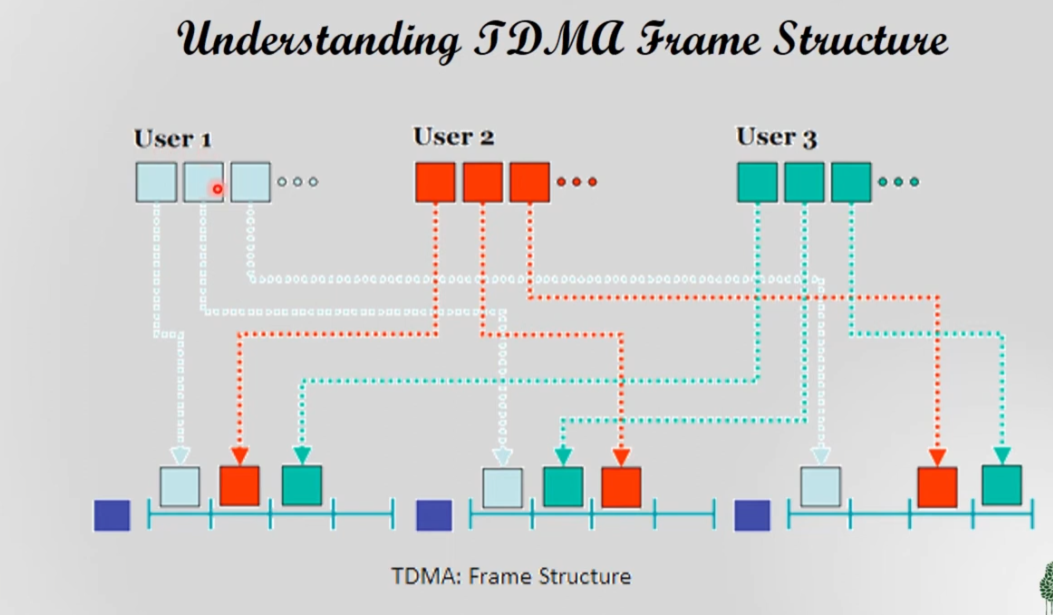 Understanding TDMA Frame Structure
User 1
User 2
User 3
TDMA: Frame Structure